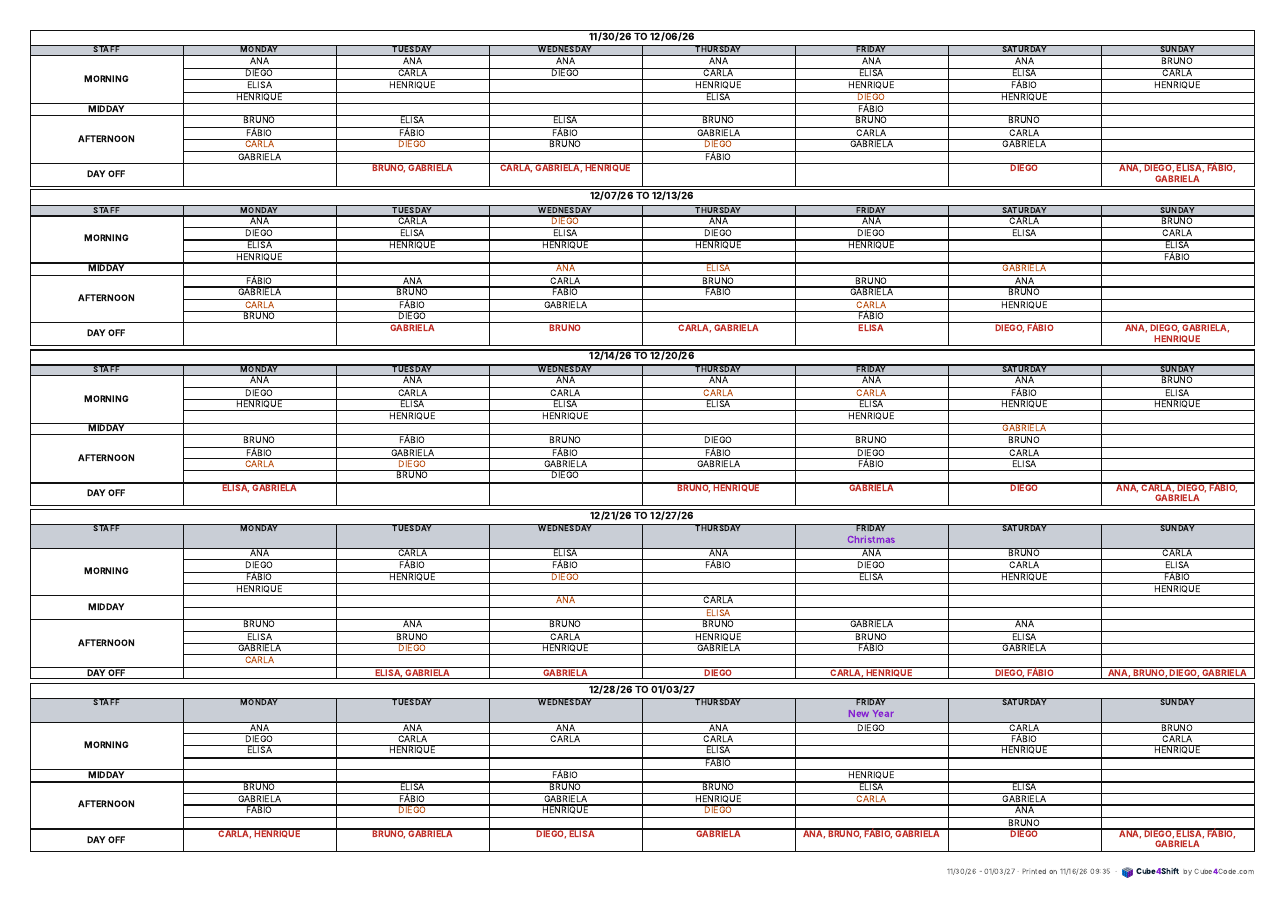 11/30/26 TO 12/06/26
STAFF MONDAY TUESDAY WEDNESDAY THURSDAY FRIDAY SATURDAY SUNDAY
MORNING
ANA ANA ANA ANA ANA ANA BRUNO
DIEGO CARLA DIEGO CARLA ELISA ELISA CARLA
ELISA HENRIQUE HENRIQUE HENRIQUE FÁBIO HENRIQUE
HENRIQUE ELISA DIEGO HENRIQUE
MIDDAY FÁBIO
AFTERNOON
BRUNO ELISA ELISA BRUNO BRUNO BRUNO
FÁBIO FÁBIO FÁBIO GABRIELA CARLA CARLA
CARLA DIEGO BRUNO DIEGO GABRIELA GABRIELA
GABRIELA FÁBIO
DAY OFF BRUNO, GABRIELA CARLA, GABRIELA, HENRIQUE DIEGO ANA, DIEGO, ELISA, FÁBIO,
GABRIELA
12/07/26 TO 12/13/26
STAFF MONDAY TUESDAY WEDNESDAY THURSDAY FRIDAY SATURDAY SUNDAY
MORNING
ANA CARLA DIEGO ANA ANA CARLA BRUNO
DIEGO ELISA ELISA DIEGO DIEGO ELISA CARLA
ELISA HENRIQUE HENRIQUE HENRIQUE HENRIQUE ELISA
HENRIQUE FÁBIO
MIDDAY ANA ELISA GABRIELA
AFTERNOON
FÁBIO ANA CARLA BRUNO BRUNO ANA
GABRIELA BRUNO FÁBIO FÁBIO GABRIELA BRUNO
CARLA FÁBIO GABRIELA CARLA HENRIQUE
BRUNO DIEGO FÁBIO
DAY OFF GABRIELA BRUNO CARLA, GABRIELA ELISA DIEGO, FÁBIO ANA, DIEGO, GABRIELA,
HENRIQUE
12/14/26 TO 12/20/26
STAFF MONDAY TUESDAY WEDNESDAY THURSDAY FRIDAY SATURDAY SUNDAY
MORNING
ANA ANA ANA ANA ANA ANA BRUNO
DIEGO CARLA CARLA CARLA CARLA FÁBIO ELISA
HENRIQUE ELISA ELISA ELISA ELISA HENRIQUE HENRIQUE
HENRIQUE HENRIQUE HENRIQUE
MIDDAY GABRIELA
AFTERNOON
BRUNO FÁBIO BRUNO DIEGO BRUNO BRUNO
FÁBIO GABRIELA FÁBIO FÁBIO DIEGO CARLA
CARLA DIEGO GABRIELA GABRIELA FÁBIO ELISA
BRUNO DIEGO
DAY OFF ELISA, GABRIELA BRUNO, HENRIQUE GABRIELA DIEGO ANA, CARLA, DIEGO, FÁBIO,
GABRIELA
12/21/26 TO 12/27/26
STAFF MONDAY TUESDAY WEDNESDAY THURSDAY FRIDAY SATURDAY SUNDAY
Christmas
MORNING
ANA CARLA ELISA ANA ANA BRUNO CARLA
DIEGO FÁBIO FÁBIO FÁBIO DIEGO CARLA ELISA
FÁBIO HENRIQUE DIEGO ELISA HENRIQUE FÁBIO
HENRIQUE HENRIQUE
MIDDAY
ANA CARLA
ELISA
AFTERNOON
BRUNO ANA BRUNO BRUNO GABRIELA ANA
ELISA BRUNO CARLA HENRIQUE BRUNO ELISA
GABRIELA DIEGO HENRIQUE GABRIELA FÁBIO GABRIELA
CARLA
DAY OFF ELISA, GABRIELA GABRIELA DIEGO CARLA, HENRIQUE DIEGO, FÁBIO ANA, BRUNO, DIEGO, GABRIELA
12/28/26 TO 01/03/27
STAFF MONDAY TUESDAY WEDNESDAY THURSDAY FRIDAY SATURDAY SUNDAY
New Year
MORNING
ANA ANA ANA ANA DIEGO CARLA BRUNO
DIEGO CARLA CARLA CARLA FÁBIO CARLA
ELISA HENRIQUE ELISA HENRIQUE HENRIQUE
FÁBIO
MIDDAY FÁBIO HENRIQUE
AFTERNOON
BRUNO ELISA BRUNO BRUNO ELISA ELISA
GABRIELA FÁBIO GABRIELA HENRIQUE CARLA GABRIELA
FÁBIO DIEGO HENRIQUE DIEGO ANA
BRUNO
DAY OFF CARLA, HENRIQUE BRUNO, GABRIELA DIEGO, ELISA GABRIELA ANA, BRUNO, FÁBIO, GABRIELA DIEGO ANA, DIEGO, ELISA, FÁBIO,
GABRIELA
11/30/26 - 01/03/27 · Printed on 11/16/26 09:35 · Cube4Shift by Cube4Code.com